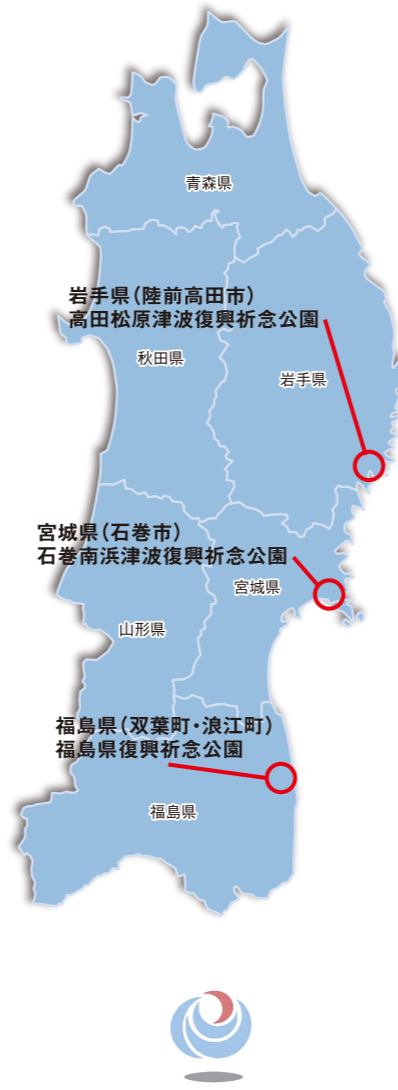 青森県
岩手県（陸前高田市）
高田松原津波復興祈念公園
秋田県
岩手県
宮城県（石巻市）
石巻南浜津波復興祈念公園
宮城県
山形県
福島県（双葉町・浪江町）
福島県復興祈念公園
福島県